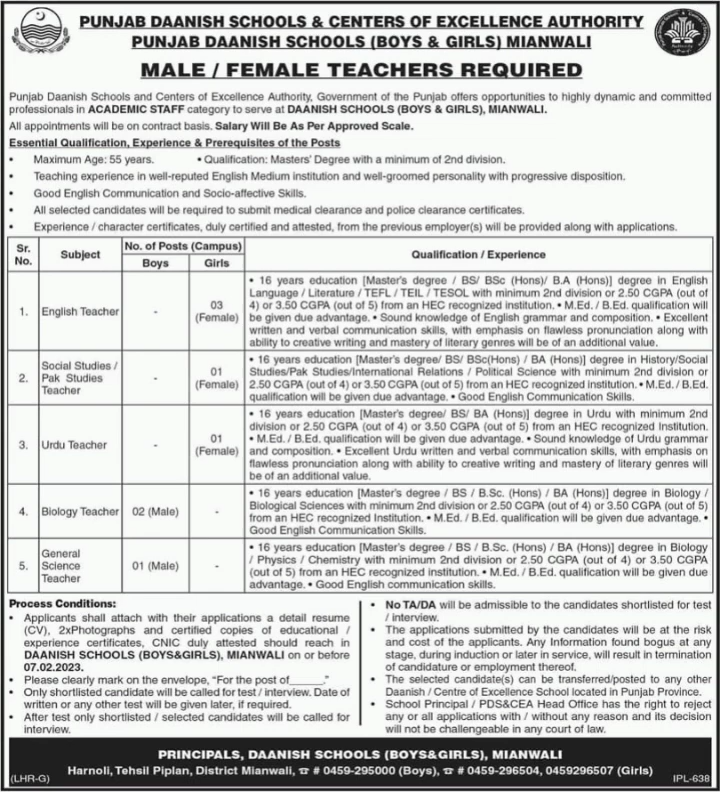 PUNJAB DAANISH SCHOOLS & CENTERS OF EXCELLENCE AUTHORITY
PUNJAB DAANISH SCHOOLS (BOYS & GIRLS) MIANWALI
MALE / FEMALE TEACHERS REQUIRED
Punjab Daanish Schools and Centers of Excellence Authority, Government of the Punjab offers opportunities to highly dynamic and committed
professionals in ACADEMIC STAFF category to serve at DAANISH SCHOOLS (BOYS & GIRLS), MIANWALI.
All appointments will be on contract basis. Salary Will Be As Per Approved Scale.
Essential Qualification, Experience & Prerequisites of the Posts
• Maximum Age: 55 years. • Qualification: Masters' Degree with a minimum of 2nd division.
• Teaching experience in well-reputed English Medium institution and well-groomed personality with progressive disposition.
• Good English Communication and Socio-affective Skills.
• All selected candidates will be required to submit medical clearance and police clearance certificates.
• Experience / character certificates, duly certified and attested, from the previous employer(s) will be provided along with applications.
Sr. No. Subject No. of Posts (Campus) Qualification / Experience
Boys Girls
1. English Teacher - 03 (Female)
• 16 years education [Master's degree / BS/ BSc (Hons)/ B.A (Hons)] degree in English
Language / Literature / TEFL / TEIL / TESOL with minimum 2nd division or 2.50 CGPA (out of
4) or 3.50 CGPA (out of 5) from an HEC recognized institution. • M.Ed. / B.Ed. qualification will
be given due advantage. • Sound knowledge of English grammar and composition. • Excellent
written and verbal communication skills, with emphasis on flawless pronunciation along with
ability to creative writing and mastery of literary genres will be of an additional value.
2. Social Studies / Pak Studies Teacher - 01 (Female)
• 16 years education [Master's degree/ BS/ BSc(Hons) / BA (Hons)] degree in History/Social
Studies/Pak Studies/International Relations / Political Science with minimum 2nd division or
2.50 CGPA (out of 4) or 3.50 CGPA (out of 5) from an HEC recognized institution. • M.Ed. / B.Ed.
qualification will be given due advantage. • Good English Communication Skills.
3. Urdu Teacher - 01 (Female)
• 16 years education [Master's degree/ BS/ BA (Hons)] degree in Urdu with minimum 2nd
division or 2.50 CGPA (out of 4) or 3.50 CGPA (out of 5) from an HEC recognized Institution.
• M.Ed. / B.Ed. qualification will be given due advantage. • Sound knowledge of Urdu grammar
and composition. • Excellent Urdu written and verbal communication skills, with emphasis on
flawless pronunciation along with ability to creative writing and mastery of literary genres will
be of an additional value.
4. Biology Teacher 02 (Male) -
• 16 years education [Master's degree / BS / B.Sc. (Hons) / BA (Hons)] degree in Biology /
Biological Sciences with minimum 2nd division or 2.50 CGPA (out of 4) or 3.50 CGPA (out of 5)
from an HEC recognized Institution. • M.Ed. / B.Ed. qualification will be given due advantage. •
Good English Communication Skills.
5. General Science Teacher 01 (Male) -
• 16 years education [Master's degree / BS / B.Sc. (Hons) / BA (Hons)] degree in Biology
/ Physics / Chemistry with minimum 2nd division or 2.50 CGPA (out of 4) or 3.50 CGPA
(out of 5) from an HEC recognized institution. • M.Ed. / B.Ed. qualification will be given due
advantage. • Good English communication skills.
Process Conditions:
• Applicants shall attach with their applications a detail resume
(CV), 2xPhotographs and certified copies of educational /
experience certificates, CNIC duly attested should reach in
DAANISH SCHOOLS (BOYS&GIRLS), MIANWALI on or before
07.02.2023.
• Please clearly mark on the envelope, "For the post of______."
• Only shortlisted candidate will be called for test / interview. Date of
written or any other test will be given later, if required.
• After test only shortlisted / selected candidates will be called for
interview.
• No TA/DA will be admissible to the candidates shortlisted for test
/ interview.
• The applications submitted by the candidates will be at the risk
and cost of the applicants. Any Information found bogus at any
stage, during induction or later in service, will result in termination
of candidature or employment thereof.
• The selected candidate(s) can be transferred/posted to any other
Daanish / Centre of Excellence School located in Punjab Province.
• School Principal / PDS&CEA Head Office has the right to reject
any or all applications with / without any reason and its decision
will not be challengeable in any court of law.
PRINCIPALS, DAANISH SCHOOLS (BOYS&GIRLS), MIANWALI
Harnoli, Tehsil Piplan, District Mianwali, ☎ # 0459-295000 (Boys), ☎ # 0459-296504, 0459296507 (Girls)
(LHR-G) IPL-638